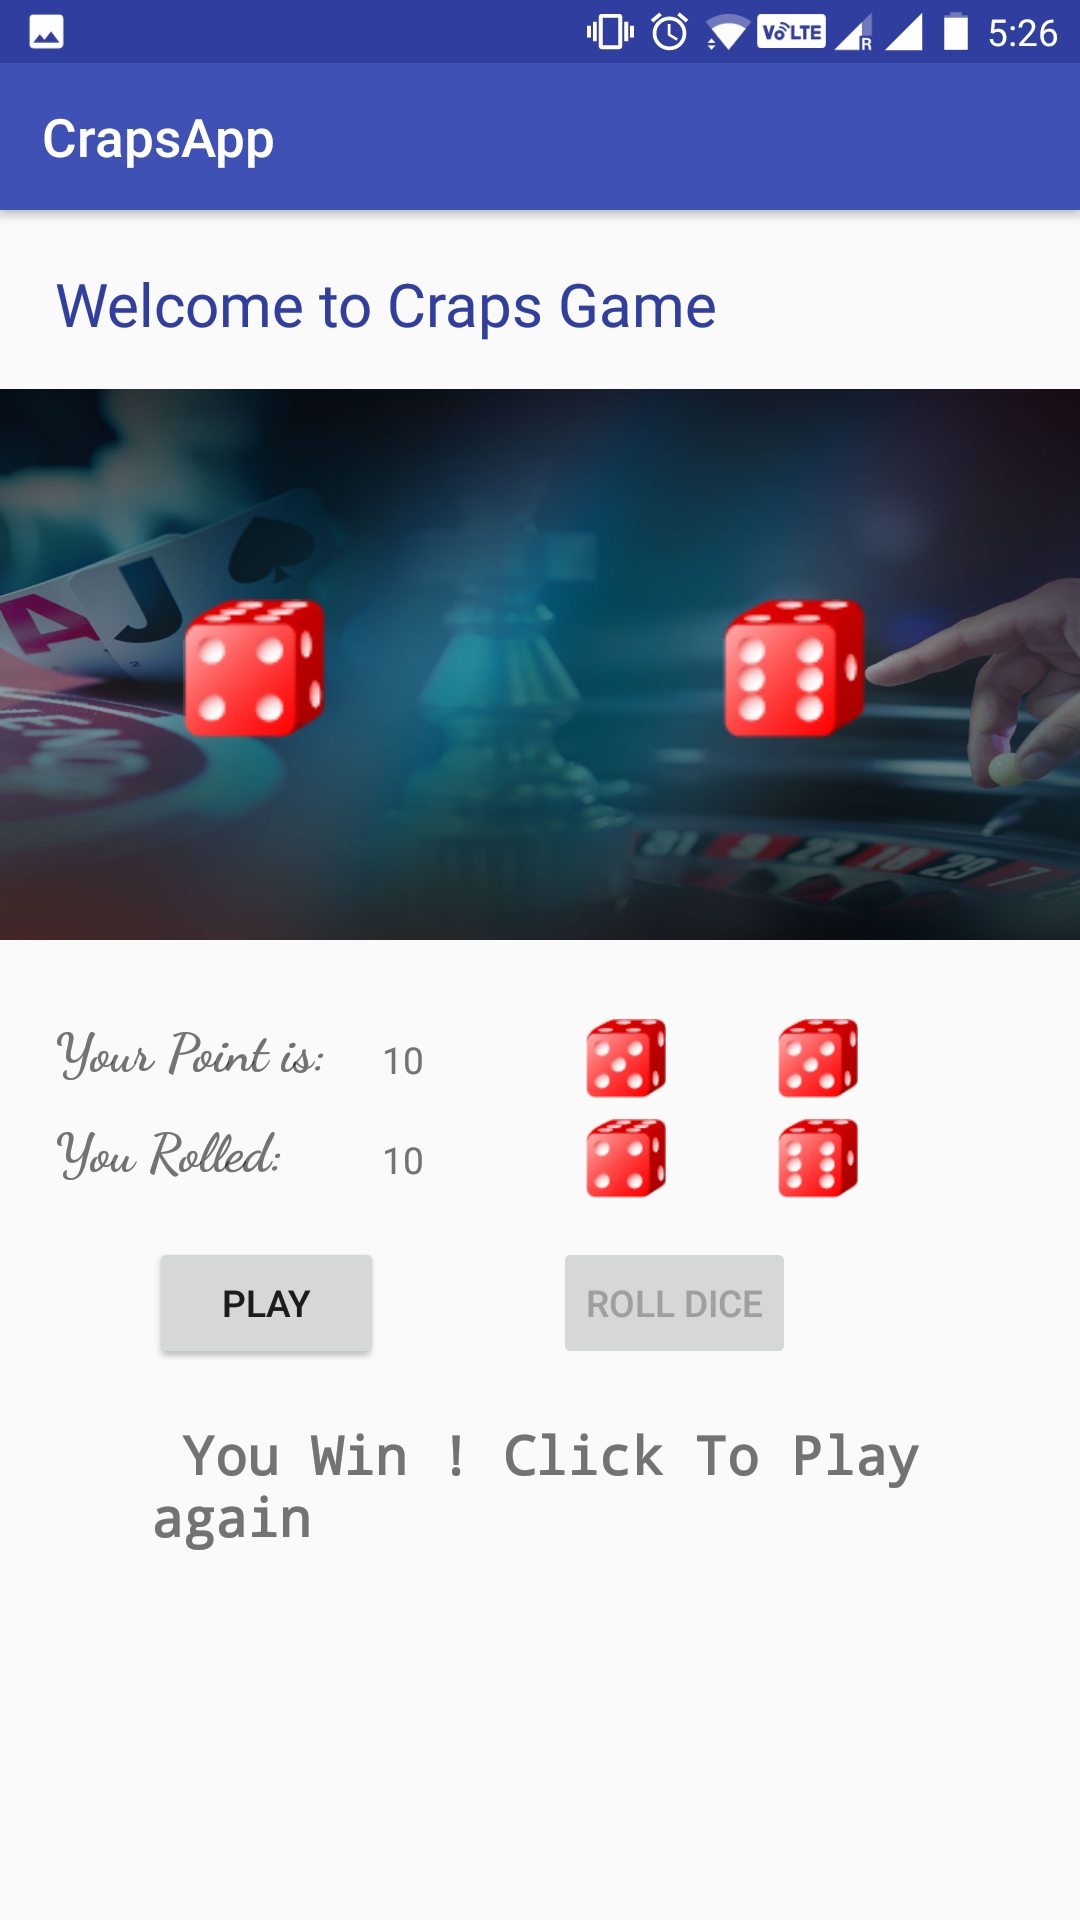 VoLTE R 5:26
CrapsApp
Welcome to Craps Game
A J
31 9 22 18 29 7
Your Point is: 10
You Rolled: 10
PLAY ROLL DICE
You Win ! Click To Play
again